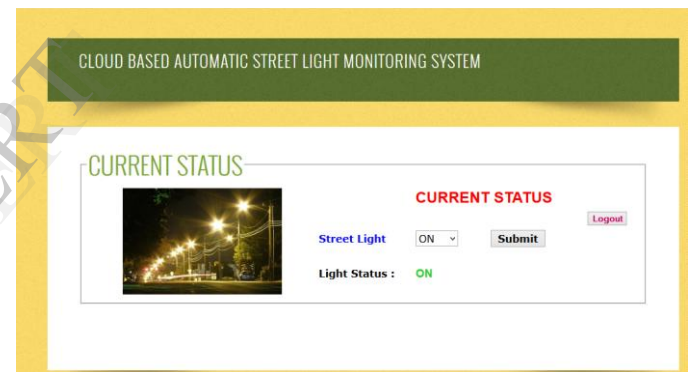 CLOUD BASED AUTOMATIC STREET LIGHT MONITORING SYSTEM
CURRENT STATUS
CURRENT STATUS
Logout
Street Light ON Submit
Light Status : ON